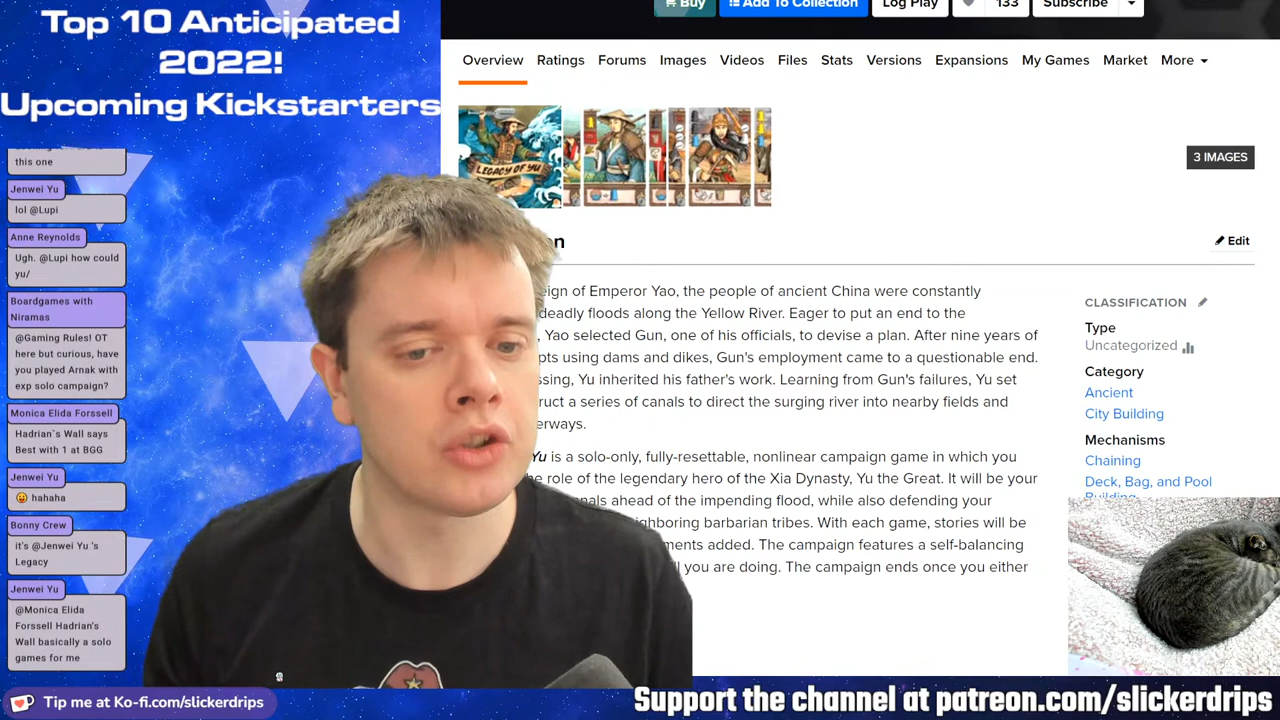 Top 10 Anticipated
2022!
Upcoming Kickstarters
this one
Jenwei Yu
lol @Lupi
Anne Reynolds
Ugh. @Lupi how could
yu/
Boardgames with
Niramas
@Gaming Rules! OT
here but curious, have
you played Arnak with
exp solo campaign?
Monica Elida Forssell
Hadrian`s Wall says
Best with 1 at BGG
Jenwei Yu
hahaha
Bonny Crew
it's @Jenwei Yu 's
Legacy
Jenwei Yu
@Monica Elida
Forssell Hadrian's
Wall basically a solo
games for me
Tip me at Ko-fi.com/slickerdrips
Buy
Add To Collection
Log Play
133
Subscribe
Overview Ratings Forums Images Videos Files Stats Versions Expansions My Games Market More
LEGACY OF YU
3 IMAGES
on
Edit
eign of Emperor Yao, the people of ancient China were constantly
deadly floods along the Yellow River. Eager to put an end to the
, Yao selected Gun, one of his officials, to devise a plan. After nine years of
pts using dams and dikes, Gun's employment came to a questionable end.
ssing, Yu inherited his father's work. Learning from Gun's failures, Yu set
ruct a series of canals to direct the surging river into nearby fields and
erways.
Yu is a solo-only, fully-resettable, nonlinear campaign game in which you
e role of the legendary hero of the Xia Dynasty, Yu the Great. It will be your
nals ahead of the impending flood, while also defending your
ighboring barbarian tribes. With each game, stories will be
ments added. The campaign features a self-balancing
ll you are doing. The campaign ends once you either
CLASSIFICATION
Type
Uncategorized
Category
Ancient
City Building
Mechanisms
Chaining
Deck, Bag, and Pool
Building
Support the channel at patreon.com/slickerdrips